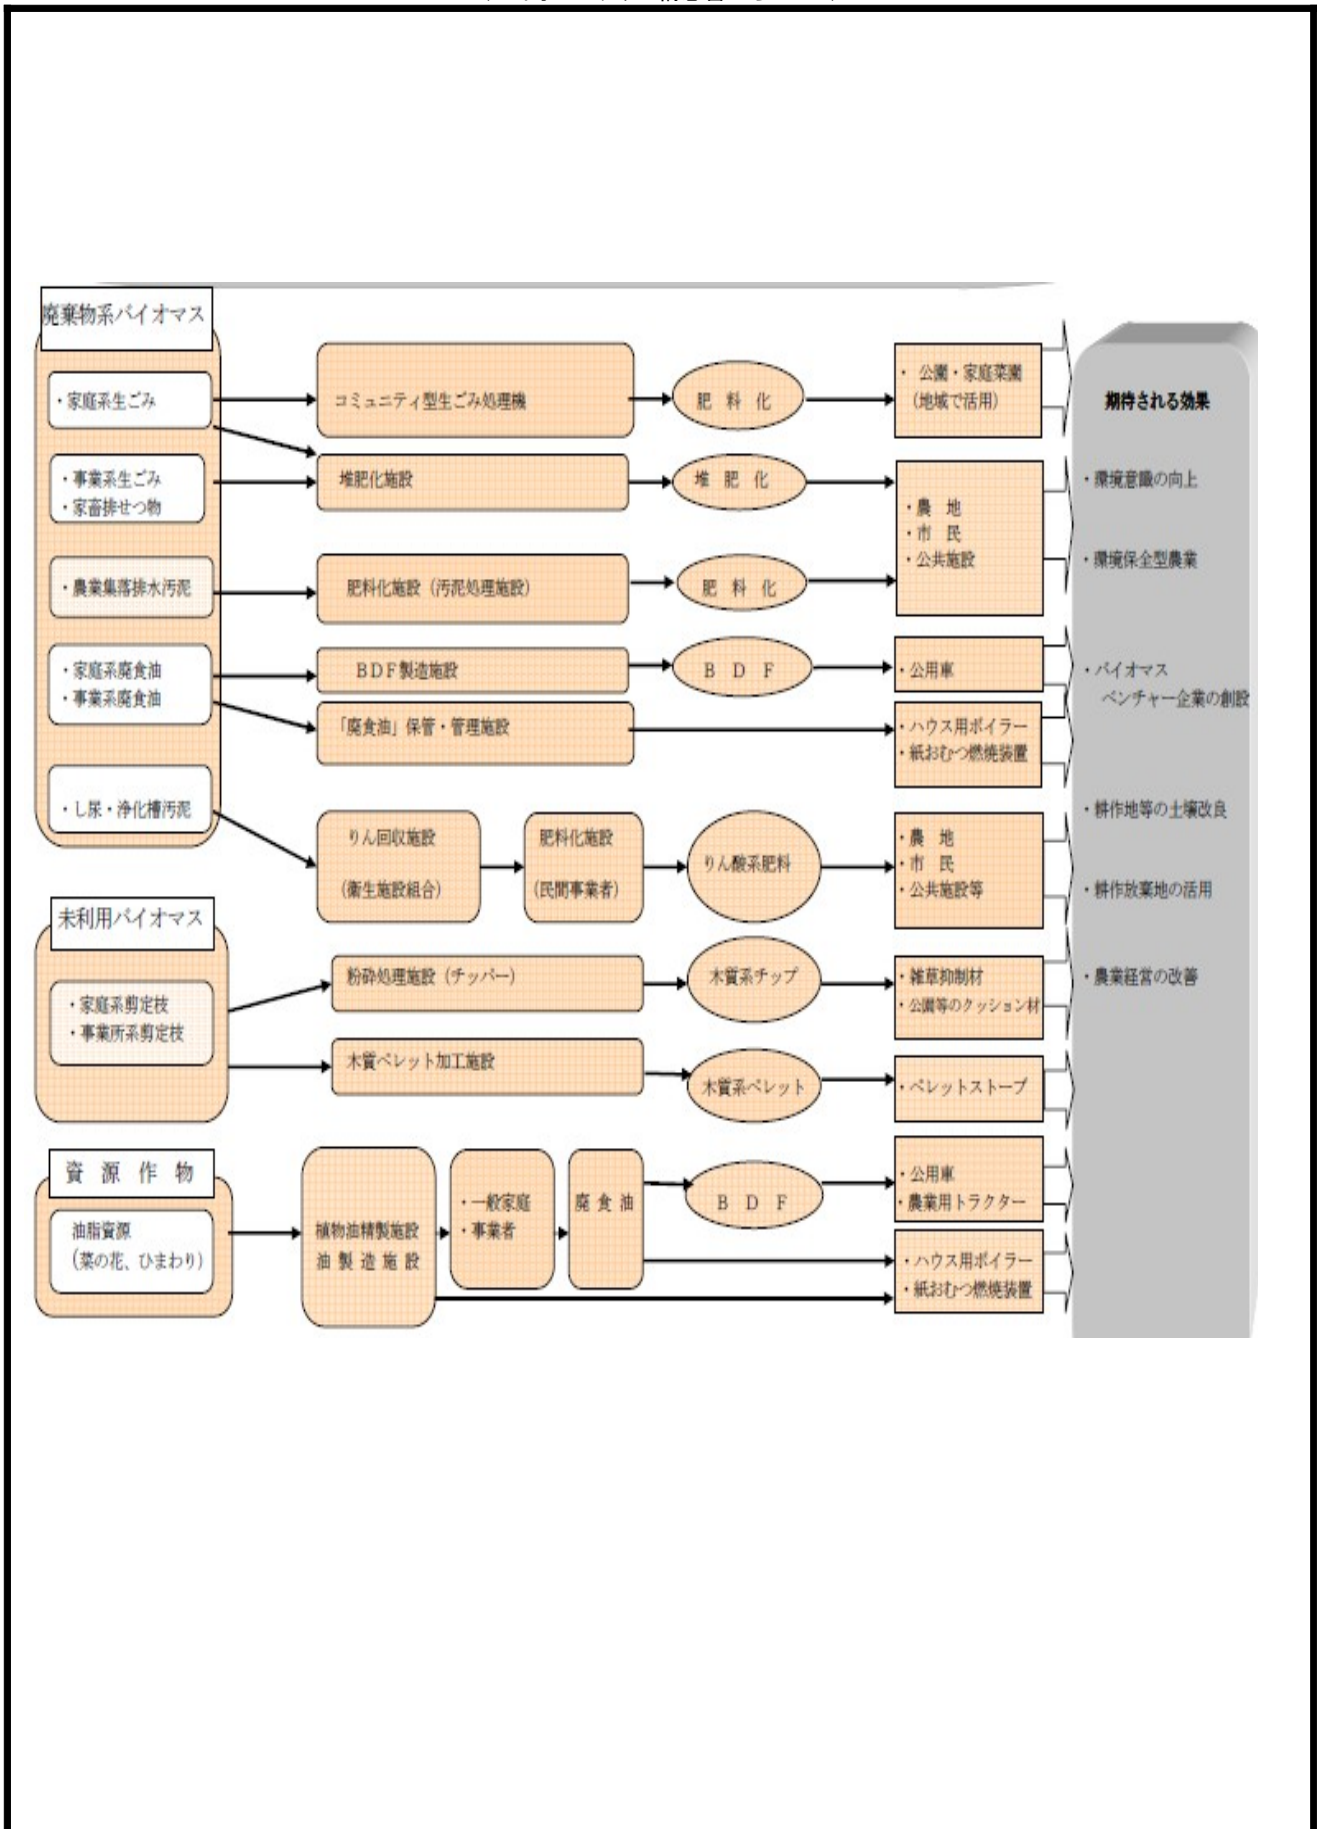 廃棄物系バイオマス
・家庭系生ごみ
・事業系生ごみ
・家畜排せつ物
・農業集落排水汚泥
・家庭系廃食油
・事業系廃食油
・し尿・浄化槽汚泥
コミュニティ型生ごみ処理機
堆肥化施設
肥料化施設（汚泥処理施設）
ＢＤＦ製造施設
「廃食油」保管・管理施設
りん回収施設
(衛生施設組合)
肥料化施設
(民間事業者)
肥 料 化
堆 肥 化
肥 料 化
Ｂ Ｄ Ｆ
りん酸系肥料
・ 公園・家庭菜園
（地域で活用）
・農 地
・市 民
・公共施設
・公用車
・ハウス用ボイラー
・紙おむつ燃焼装置
・農 地
・市 民
・公共施設等
未利用バイオマス
・家庭系剪定枝
・事業所系剪定枝
粉砕処理施設（チッパー）
木質ペレット加工施設
木質系チップ
木質系ペレット
・雑草抑制材
・公園等のクッション材
・ペレットストーブ
資 源 作 物
油脂資源
(菜の花、ひまわり)
植物油精製施設
油 製 造 施 設
・一般家庭
・事業者
廃 食 油
Ｂ Ｄ Ｆ
・公用車
・農業用トラクター
・ハウス用ボイラー
・紙おむつ燃焼装置
期待される効果
・環境意識の向上
・環境保全型農業
・バイオマス
ベンチャー企業の創設
・耕作地等の土壌改良
・耕作放棄地の活用
・農業経営の改善